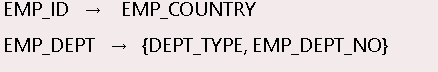 EMP_ID → EMP_COUNTRY
EMP_DEPT → {DEPT_TYPE, EMP_DEPT_NO}